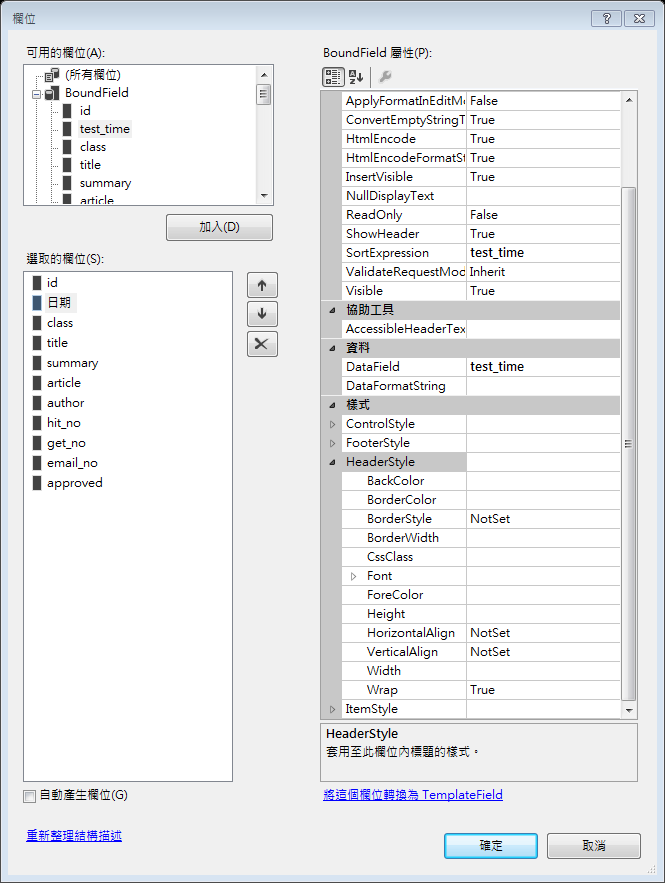 欄位
可用的欄位(A):
(所有欄位)
BoundField
id
test_time
class
title
summary
article
加入(D)
選取的欄位(S):
id
日期
class
title
summary
article
author
hit_no
get_no
email_no
approved
自動產生欄位(G)
重新整理結構描述
BoundField 屬性(P):
ApplyFormatInEditMo False
ConvertEmptyStringT True
HtmlEncode True
HtmlEncodeFormatSt True
InsertVisible True
NullDisplayText
ReadOnly False
ShowHeader True
SortExpression test_time
ValidateRequestMod Inherit
Visible True
協助工具
AccessibleHeaderTex
資料
DataField test_time
DataFormatString
樣式
ControlStyle
FooterStyle
HeaderStyle
BackColor
BorderColor
BorderStyle NotSet
BorderWidth
CssClass
Font
ForeColor
Height
HorizontalAlign NotSet
VerticalAlign NotSet
Width
Wrap True
ItemStyle
HeaderStyle
套用至此欄位內標題的樣式。
將這個欄位轉換為 TemplateField
確定
取消